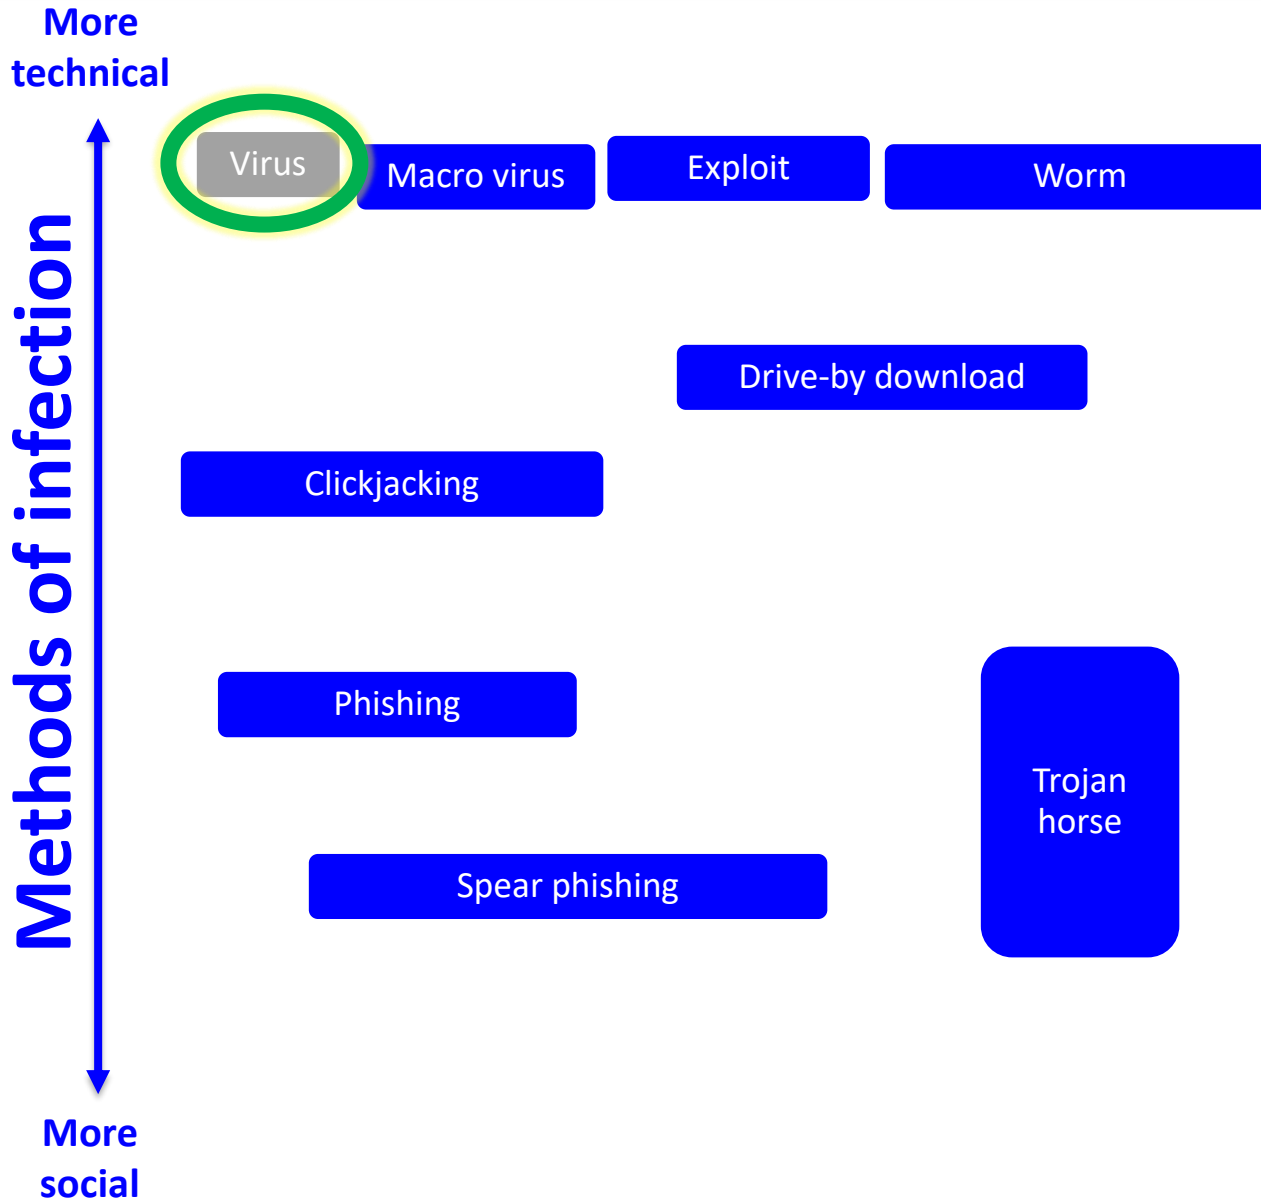 More
technical
Virus
Macro virus
Exploit
Worm
Methods of infection
Drive-by download
Clickjacking
Phishing
Trojan
horse
Spear phishing
More
social